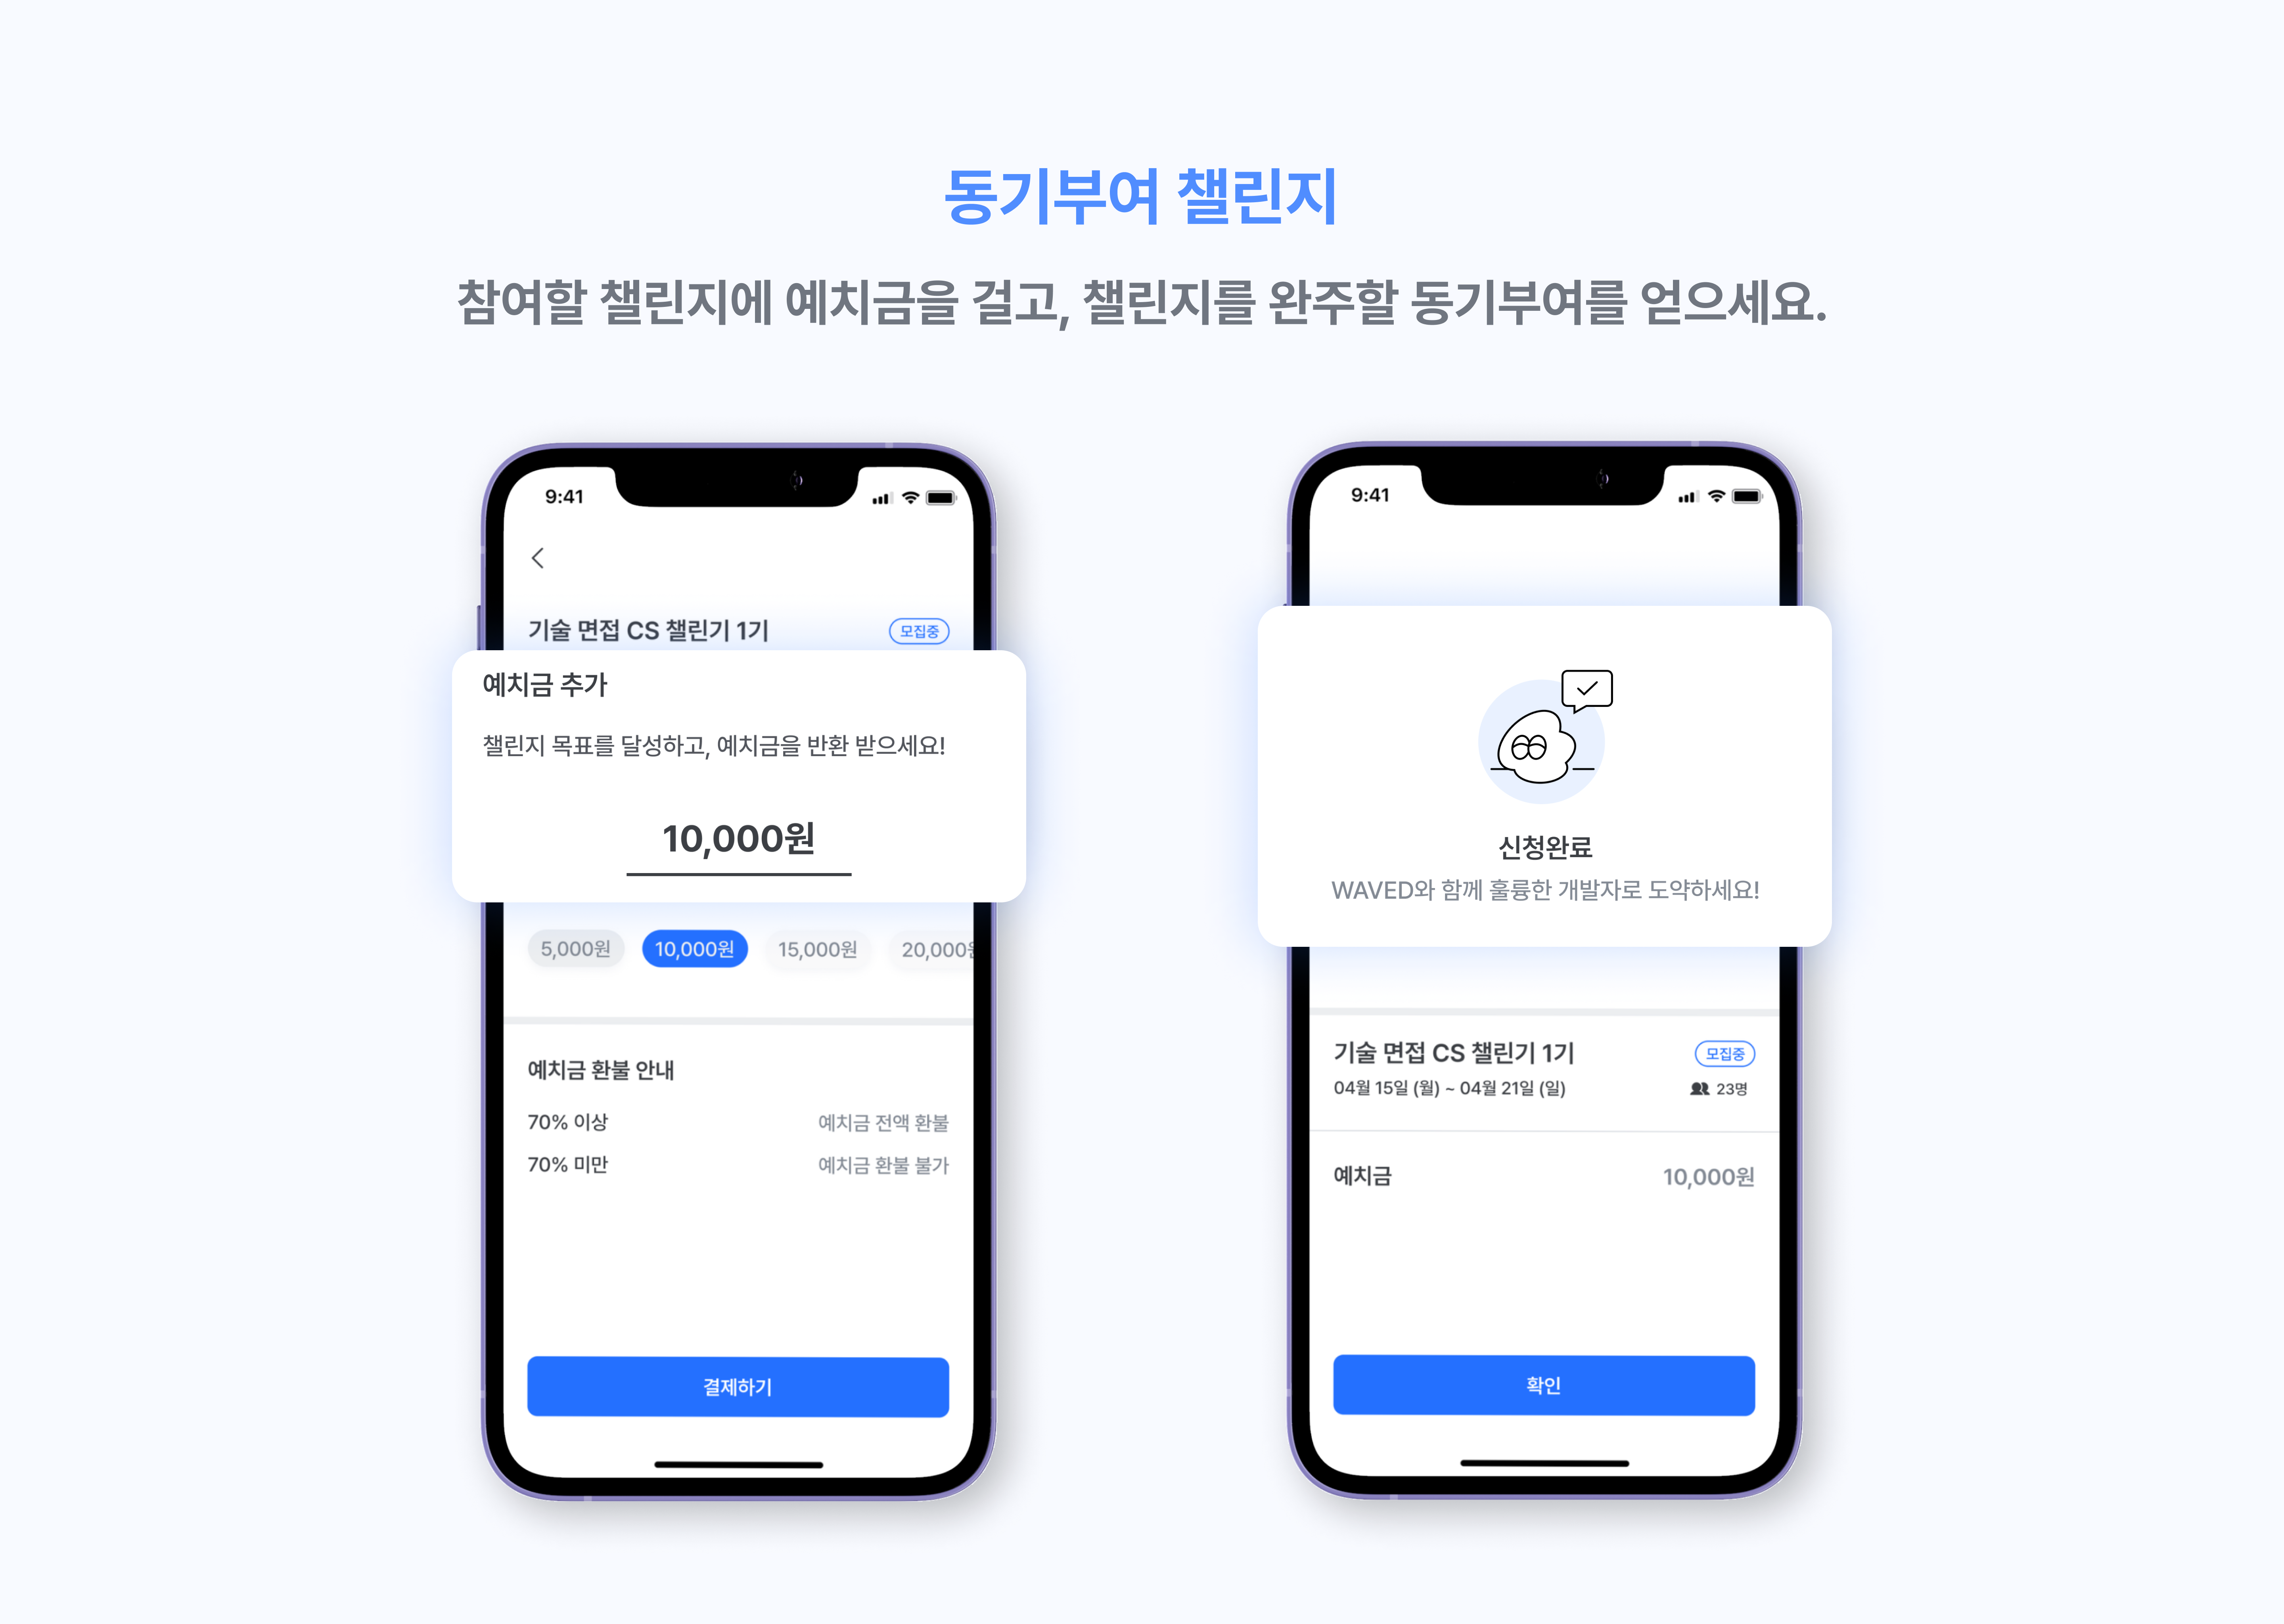 동기부여 챌린지
참여할 챌린지에 예치금을 걸고, 챌린지를 완주할 동기부여를 얻으세요.
9:41
기술 면접 CS 챌린기 1기 모집중
예치금 추가
챌린지 목표를 달성하고, 예치금을 반환 받으세요!
10,000원
5,000원 10,000원 15,000원 20,000원
예치금 환불 안내
70% 이상 예치금 전액 환불
70% 미만 예치금 환불 불가
결제하기
9:41
신청완료
WAVED와 함께 훌륭한 개발자로 도약하세요!
기술 면접 CS 챌린기 1기 모집중
04월 15일 (월) ~ 04월 21일 (일) 23명
예치금 10,000원
확인